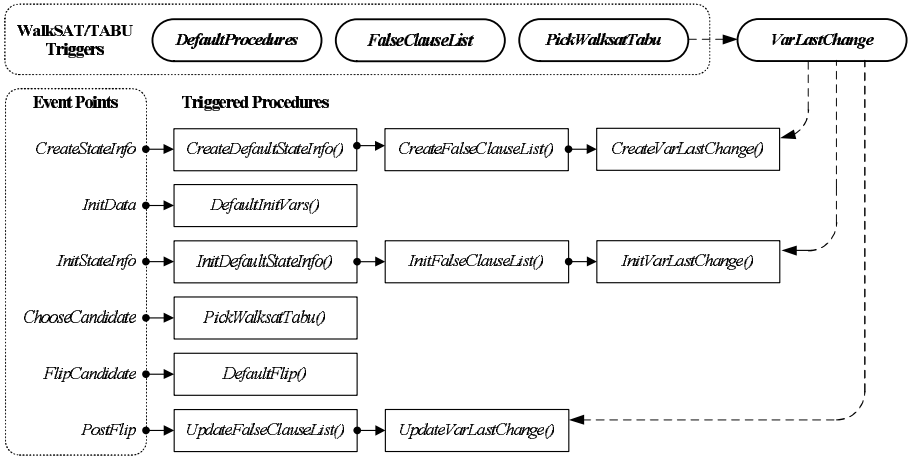 WalkSAT/TABU
Triggers
DefaultProcedures
FalseClauseList
PickWalksatTabu
VarLastChange
Event Points
Triggered Procedures
CreateStateInfo
CreateDefaultStateInfo()
CreateFalseClauseList()
CreateVarLastChange()
InitData
DefaultInitVars()
InitStateInfo
InitDefaultStateInfo()
InitFalseClauseList()
InitVarLastChange()
ChooseCandidate
PickWalksatTabu()
FlipCandidate
DefaultFlip()
PostFlip
UpdateFalseClauseList()
UpdateVarLastChange()